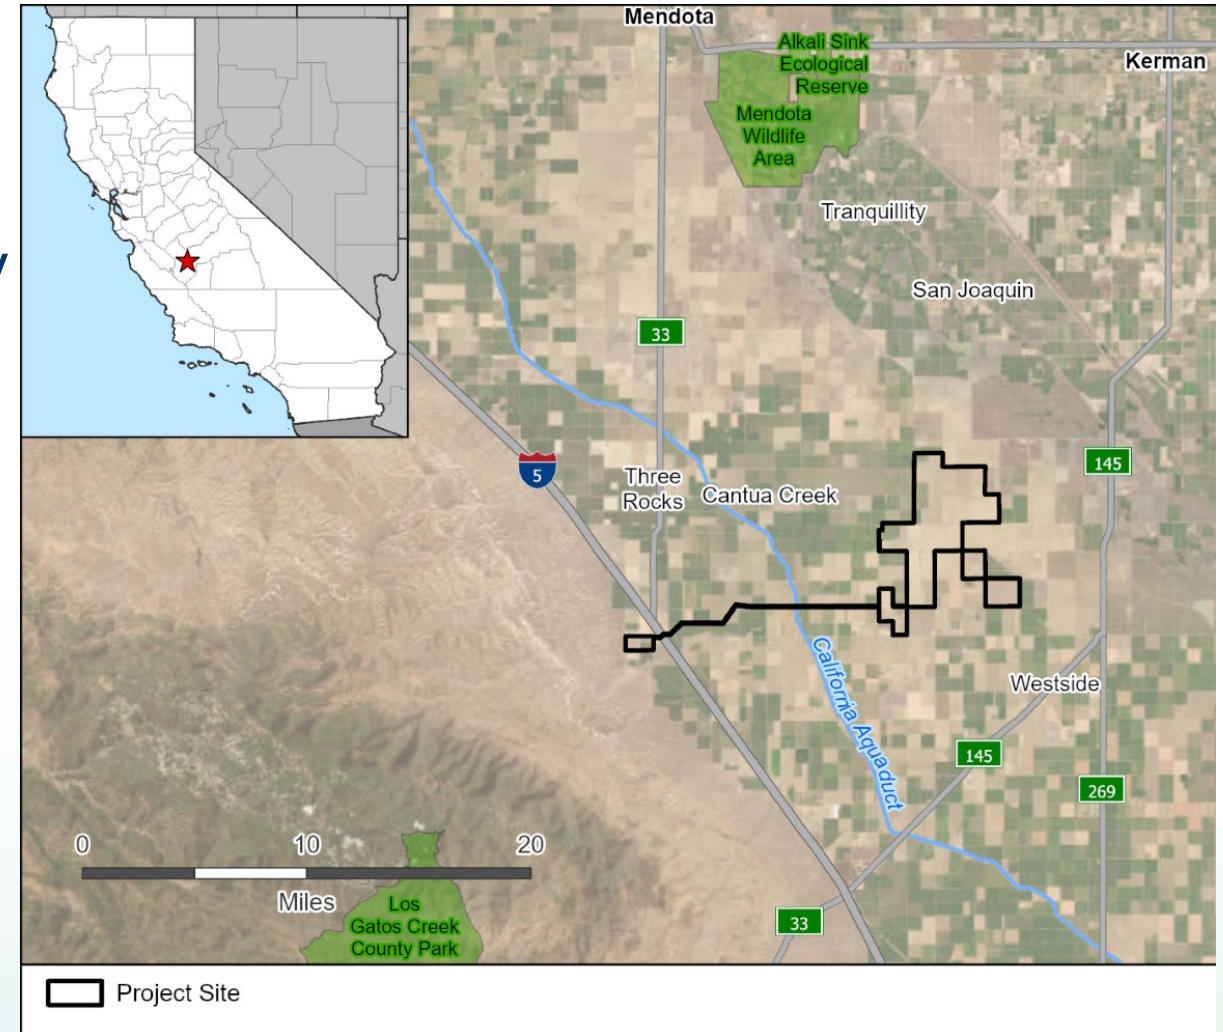 Mendota
Alkali Sink
Ecological
Reserve
Kerman
Mendota
Wildlife
Area
Tranquillity
San Joaquin
33
5
145
Three
Rocks
Cantua Creek
California Aquaduct
Westside
145
269
0 10 20
Miles
Los
Gatos Creek
County Park
33
Project Site